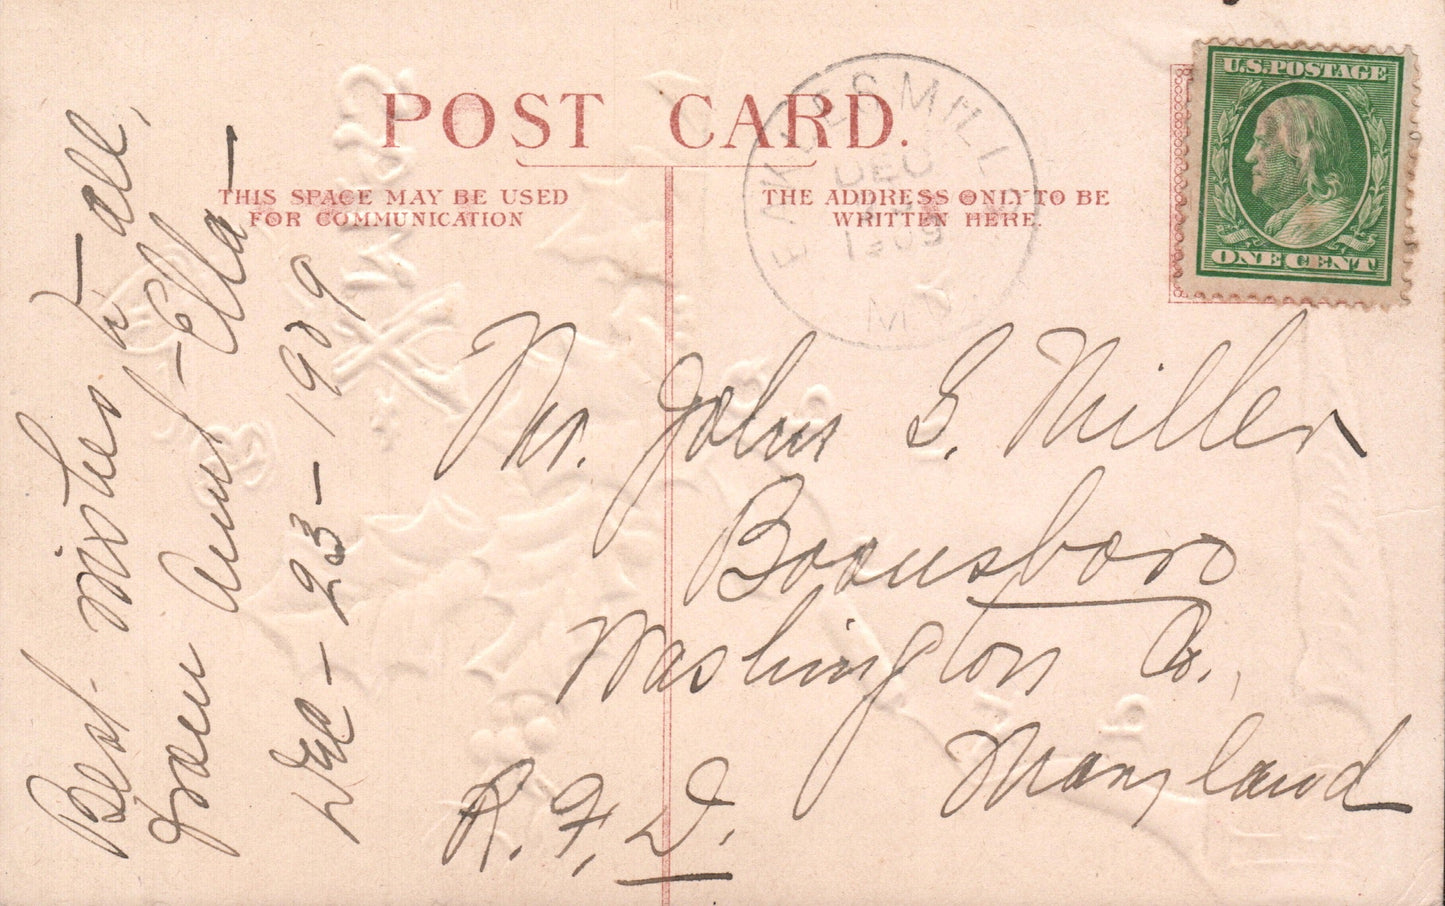 POST CARD.
THIS SPACE MAY BE USED
FOR COMMUNICATION
THE ADDRESS ONLY TO BE
WRITTEN HERE.
U.S. POSTAGE
ONE CENT
EAKLES MILL
DEC
1909
MD.
Best wishes to all,
from Aunt - Ella -
Dec - 23 - 1909
Mr. John S. Miller
Boonsboro
Washington Co.,
Maryland
R.F.D.